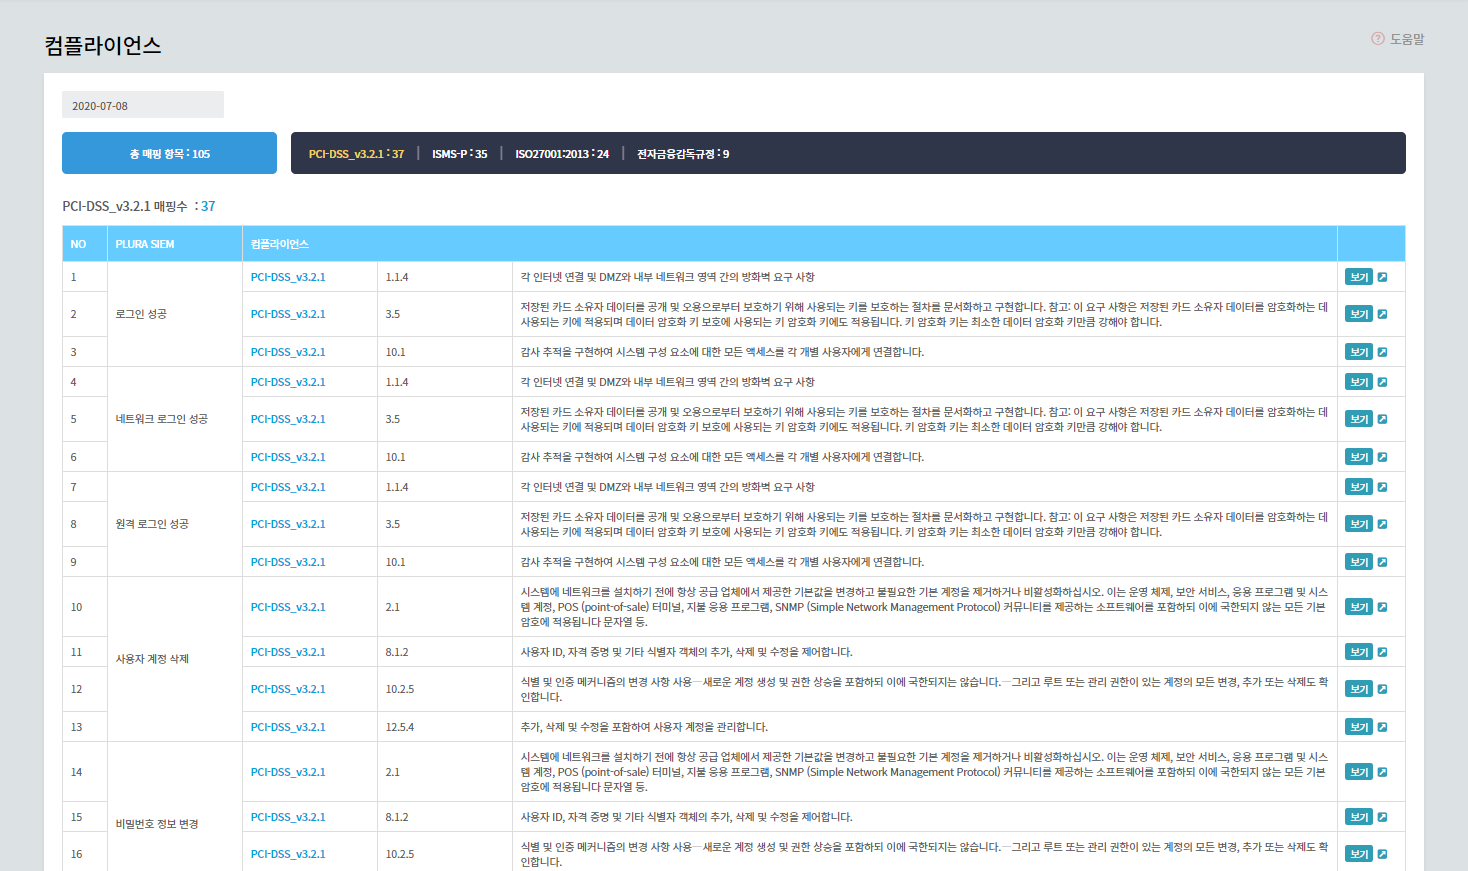 컴플라이언스
도움말
2020-07-08
총 매핑 항목 : 105
PCI-DSS_v3.2.1 : 37 | ISMS-P : 35 | ISO27001:2013 : 24 | 전자금융감독규정 : 9
PCI-DSS_v3.2.1 매핑수 : 37
NO PLURA SIEM 컴플라이언스
1 PCI-DSS_v3.2.1 1.1.4 각 인터넷 연결 및 DMZ와 내부 네트워크 영역 간의 방화벽 요구 사항 보기
2 로그인 성공 PCI-DSS_v3.2.1 3.5 저장된 카드 소유자 데이터를 공개 및 오용으로부터 보호하기 위해 사용되는 키를 보호하는 절차를 문서화하고 구현합니다. 참고: 이 요구 사항은 저장된 카드 소유자 데이터를 암호화하는 데
사용되는 키에 적용되며 데이터 암호화 키 보호에 사용되는 키 암호화 키에도 적용됩니다. 키 암호화 키는 최소한 데이터 암호화 키만큼 강해야 합니다. 보기
3 PCI-DSS_v3.2.1 10.1 감사 추적을 구현하여 시스템 구성 요소에 대한 모든 액세스를 각 개별 사용자에게 연결합니다. 보기
4 PCI-DSS_v3.2.1 1.1.4 각 인터넷 연결 및 DMZ와 내부 네트워크 영역 간의 방화벽 요구 사항 보기
5 네트워크 로그인 성공 PCI-DSS_v3.2.1 3.5 저장된 카드 소유자 데이터를 공개 및 오용으로부터 보호하기 위해 사용되는 키를 보호하는 절차를 문서화하고 구현합니다. 참고: 이 요구 사항은 저장된 카드 소유자 데이터를 암호화하는 데
사용되는 키에 적용되며 데이터 암호화 키 보호에 사용되는 키 암호화 키에도 적용됩니다. 키 암호화 키는 최소한 데이터 암호화 키만큼 강해야 합니다. 보기
6 PCI-DSS_v3.2.1 10.1 감사 추적을 구현하여 시스템 구성 요소에 대한 모든 액세스를 각 개별 사용자에게 연결합니다. 보기
7 PCI-DSS_v3.2.1 1.1.4 각 인터넷 연결 및 DMZ와 내부 네트워크 영역 간의 방화벽 요구 사항 보기
8 원격 로그인 성공 PCI-DSS_v3.2.1 3.5 저장된 카드 소유자 데이터를 공개 및 오용으로부터 보호하기 위해 사용되는 키를 보호하는 절차를 문서화하고 구현합니다. 참고: 이 요구 사항은 저장된 카드 소유자 데이터를 암호화하는 데
사용되는 키에 적용되며 데이터 암호화 키 보호에 사용되는 키 암호화 키에도 적용됩니다. 키 암호화 키는 최소한 데이터 암호화 키만큼 강해야 합니다. 보기
9 PCI-DSS_v3.2.1 10.1 감사 추적을 구현하여 시스템 구성 요소에 대한 모든 액세스를 각 개별 사용자에게 연결합니다. 보기
10 PCI-DSS_v3.2.1 2.1 시스템에 네트워크를 설치하기 전에 항상 공급 업체에서 제공한 기본값을 변경하고 불필요한 기본 계정을 제거하거나 비활성화하십시오. 이는 운영 체제, 보안 서비스, 응용 프로그램 및 시스
템 계정, POS (point-of-sale) 터미널, 지불 응용 프로그램, SNMP (Simple Network Management Protocol) 커뮤니티를 제공하는 소프트웨어를 포함하되 이에 국한되지 않는 모든 기본
암호에 적용됩니다 문자열 등. 보기
11 PCI-DSS_v3.2.1 8.1.2 사용자 ID, 자격 증명 및 기타 식별자 객체의 추가, 삭제 및 수정을 제어합니다. 보기
사용자 계정 삭제
12 PCI-DSS_v3.2.1 10.2.5 식별 및 인증 메커니즘의 변경 사항 사용—새로운 계정 생성 및 권한 상승을 포함하되 이에 국한되지는 않습니다.—그리고 루트 또는 관리 권한이 있는 계정의 모든 변경, 추가 또는 삭제도 확
인합니다. 보기
13 PCI-DSS_v3.2.1 12.5.4 추가, 삭제 및 수정을 포함하여 사용자 계정을 관리합니다. 보기
14 PCI-DSS_v3.2.1 2.1 시스템에 네트워크를 설치하기 전에 항상 공급 업체에서 제공한 기본값을 변경하고 불필요한 기본 계정을 제거하거나 비활성화하십시오. 이는 운영 체제, 보안 서비스, 응용 프로그램 및 시스
템 계정, POS (point-of-sale) 터미널, 지불 응용 프로그램, SNMP (Simple Network Management Protocol) 커뮤니티를 제공하는 소프트웨어를 포함하되 이에 국한되지 않는 모든 기본
암호에 적용됩니다 문자열 등. 보기
15 PCI-DSS_v3.2.1 8.1.2 사용자 ID, 자격 증명 및 기타 식별자 객체의 추가, 삭제 및 수정을 제어합니다. 보기
비밀번호 정보 변경
16 PCI-DSS_v3.2.1 10.2.5 식별 및 인증 메커니즘의 변경 사항 사용—새로운 계정 생성 및 권한 상승을 포함하되 이에 국한되지는 않습니다.—그리고 루트 또는 관리 권한이 있는 계정의 모든 변경, 추가 또는 삭제도 확
인합니다. 보기